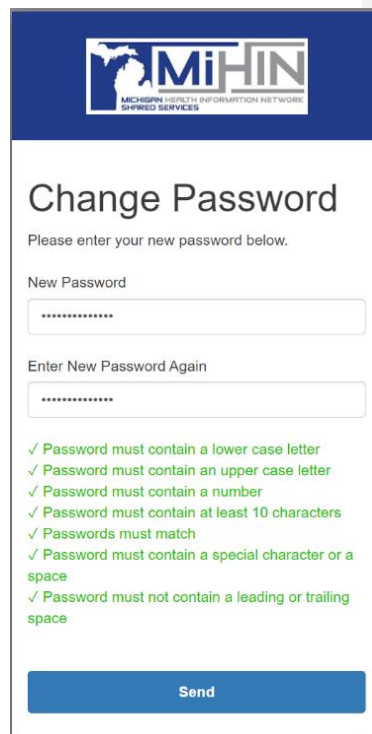 MiHIN
MICHIGAN HEALTH INFORMATION NETWORK
SHARED SERVICES
Change Password
Please enter your new password below.
New Password
••••••••••••••
Enter New Password Again
••••••••••••••
✓ Password must contain a lower case letter
✓ Password must contain an upper case letter
✓ Password must contain a number
✓ Password must contain at least 10 characters
✓ Passwords must match
✓ Password must contain a special character or a
space
✓ Password must not contain a leading or trailing
space
Send